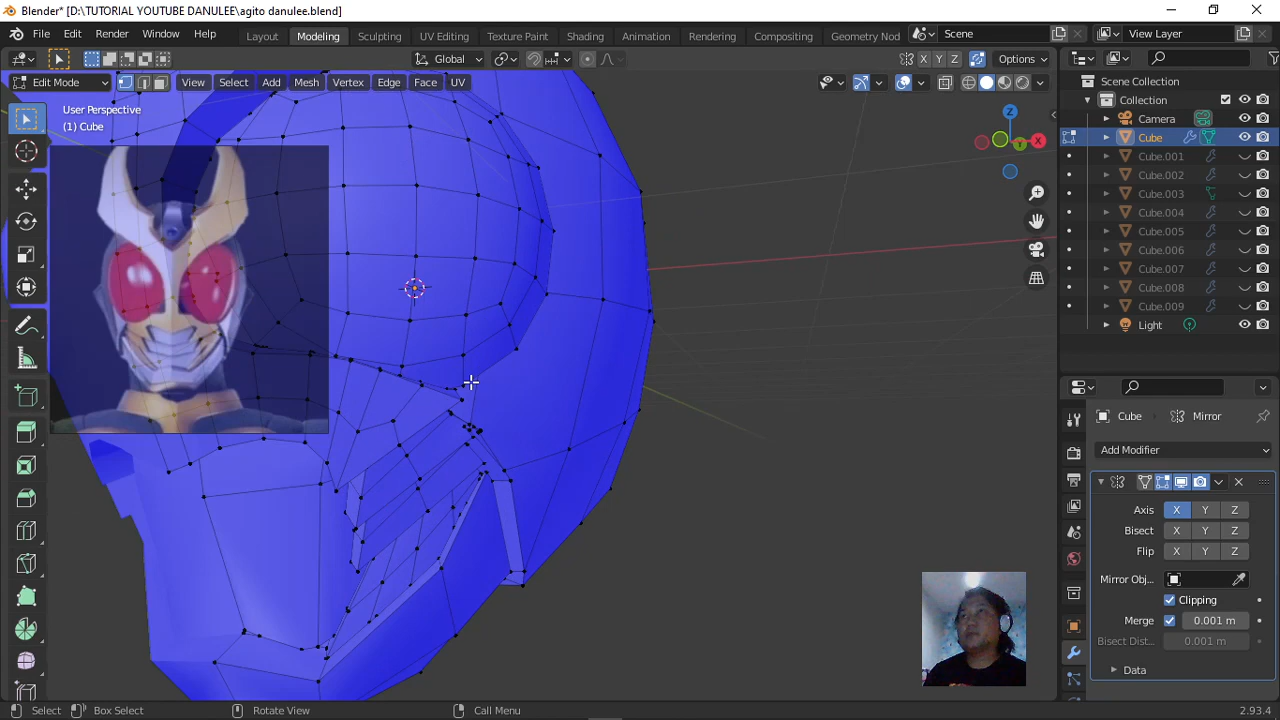 Blender* [D:\TUTORIAL YOUTUBE DANULEE\agito danulee.blend]
File Edit Render Window Help Layout Modeling Sculpting UV Editing Texture Paint Shading Animation Rendering Compositing Geometry Nod Scene View Layer
Global Options
Edit Mode View Select Add Mesh Vertex Edge Face UV
User Perspective
(1) Cube
Z
X
Y
X Y Z
Scene Collection
Collection
Camera
Cube
Cube.001
Cube.002
Cube.003
Cube.004
Cube.005
Cube.006
Cube.007
Cube.008
Cube.009
Light
Cube Mirror
Add Modifier
Axis X Y Z
Bisect X Y Z
Flip X Y Z
Mirror Obj...
Clipping
Merge 0.001 m
Bisect Dist... 0.001 m
Data
Select Box Select Rotate View Call Menu 2.93.4